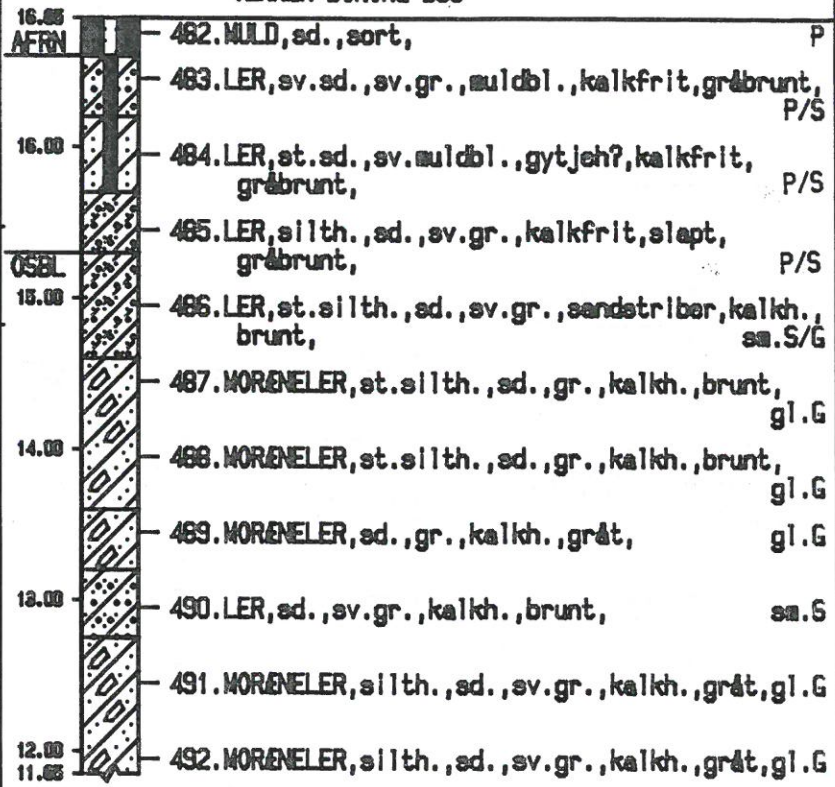 16.85
AFRN
482.MULD,sd.,sort, P
483.LER,sv.sd.,sv.gr.,muldbl.,kalkfrit,gråbrunt,
P/S
16.00
484.LER,st.sd.,sv.muldbl.,gytjeh?,kalkfrit,
gråbrunt, P/S
485.LER,silth.,sd.,sv.gr.,kalkfrit,slapt,
gråbrunt, P/S
OSBL
15.00
486.LER,st.silth.,sd.,sv.gr.,sandstriber,kalkh.,
brunt, sm.S/G
487.MORÆNELER,st.silth.,sd.,gr.,kalkh.,brunt,
gl.G
14.00
488.MORÆNELER,st.silth.,sd.,gr.,kalkh.,brunt,
gl.G
489.MORÆNELER,sd.,gr.,kalkh.,gråt, gl.G
13.00
490.LER,sd.,sv.gr.,kalkh.,brunt, sm.G
491.MORÆNELER,silth.,sd.,sv.gr.,kalkh.,gråt,gl.G
12.00
492.MORÆNELER,silth.,sd.,sv.gr.,kalkh.,gråt,gl.G
11.85